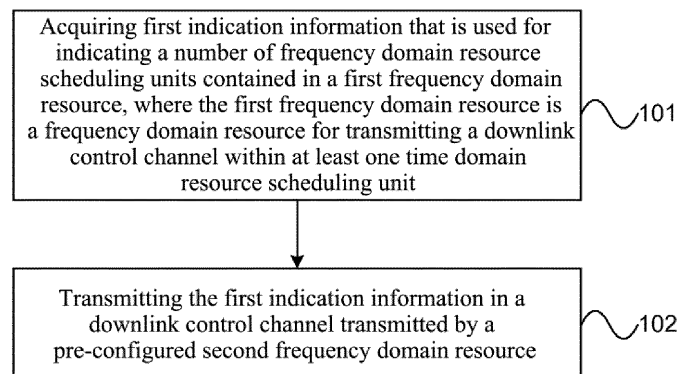 Acquiring first indication information that is used for
indicating a number of frequency domain resource
scheduling units contained in a first frequency domain
resource, where the first frequency domain resource is
a frequency domain resource for transmitting a downlink
control channel within at least one time domain
resource scheduling unit
101
Transmitting the first indication information in a
downlink control channel transmitted by a
pre-configured second frequency domain resource
102